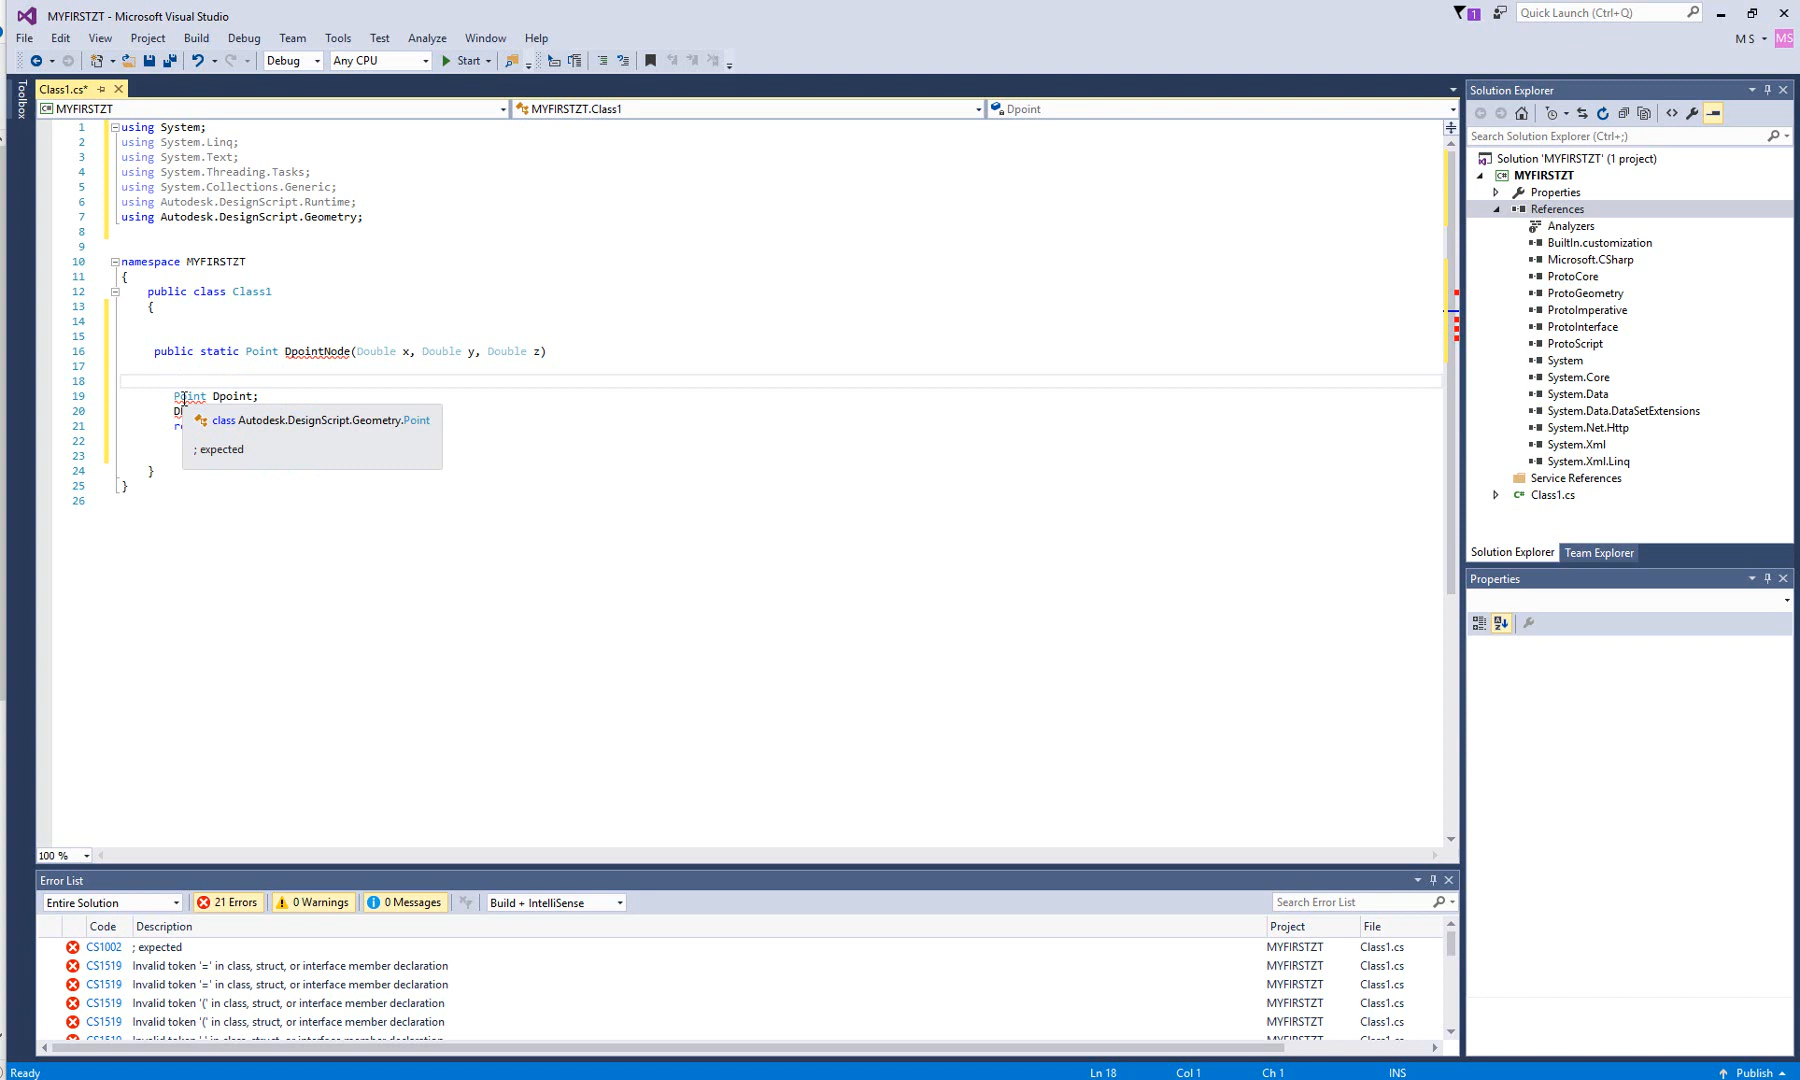 MYFIRSTZT - Microsoft Visual Studio
1
Quick Launch (Ctrl+Q)
File Edit View Project Build Debug Team Tools Test Analyze Window Help
M S
MS
Debug Any CPU Start
Toolbox
Class1.cs*
MYFIRSTZT
MYFIRSTZT.Class1
Dpoint
1 using System;
2 using System.Linq;
3 using System.Text;
4 using System.Threading.Tasks;
5 using System.Collections.Generic;
6 using Autodesk.DesignScript.Runtime;
7 using Autodesk.DesignScript.Geometry;
8
9
10 namespace MYFIRSTZT
11 {
12 public class Class1
13 {
14
15
16 public static Point DpointNode(Double x, Double y, Double z)
17
18
19 Point Dpoint;
20
21
22
23
24 }
25 }
26
class Autodesk.DesignScript.Geometry.Point
; expected
100 %
Solution Explorer
Search Solution Explorer (Ctrl+;)
Solution 'MYFIRSTZT' (1 project)
C# MYFIRSTZT
Properties
References
Analyzers
BuiltIn.customization
Microsoft.CSharp
ProtoCore
ProtoGeometry
ProtoImperative
ProtoInterface
ProtoScript
System
System.Core
System.Data
System.Data.DataSetExtensions
System.Net.Http
System.Xml
System.Xml.Linq
Service References
C# Class1.cs
Solution Explorer Team Explorer
Properties
Error List
Entire Solution 21 Errors 0 Warnings 0 Messages Build + IntelliSense Search Error List
Code Description Project File
CS1002 ; expected MYFIRSTZT Class1.cs
CS1519 Invalid token '=' in class, struct, or interface member declaration MYFIRSTZT Class1.cs
CS1519 Invalid token '=' in class, struct, or interface member declaration MYFIRSTZT Class1.cs
CS1519 Invalid token '(' in class, struct, or interface member declaration MYFIRSTZT Class1.cs
CS1519 Invalid token '(' in class, struct, or interface member declaration MYFIRSTZT Class1.cs
Ready Ln 18 Col 1 Ch 1 INS Publish